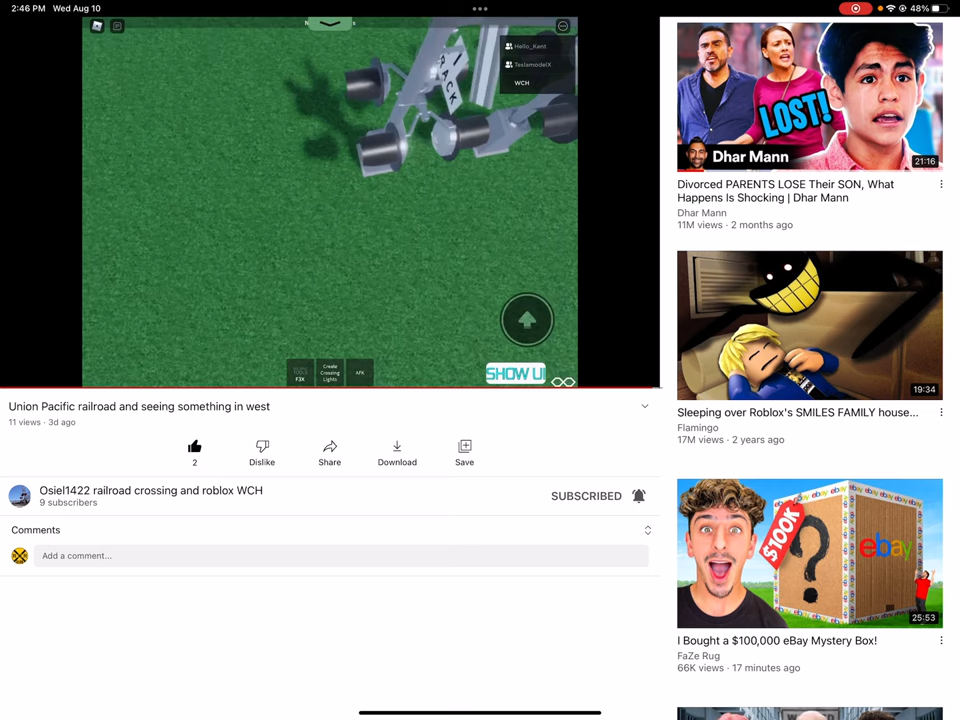 2:46 PM Wed Aug 10
48%
Hello_Kent
TeslamodelX
WCH
RACK
F3X
Create
Crossing
Lights
AFK
SHOW UI
Union Pacific railroad and seeing something in west
11 views · 3d ago
2
Dislike
Share
Download
Save
Osiel1422 railroad crossing and roblox WCH
9 subscribers
SUBSCRIBED
Comments
Add a comment...
LOST!
Dhar Mann
21:16
Divorced PARENTS LOSE Their SON, What
Happens Is Shocking | Dhar Mann
Dhar Mann
11M views · 2 months ago
19:34
Sleeping over Roblox's SMILES FAMILY house...
Flamingo
17M views · 2 years ago
$100K
?
ebay
25:53
I Bought a $100,000 eBay Mystery Box!
FaZe Rug
66K views · 17 minutes ago